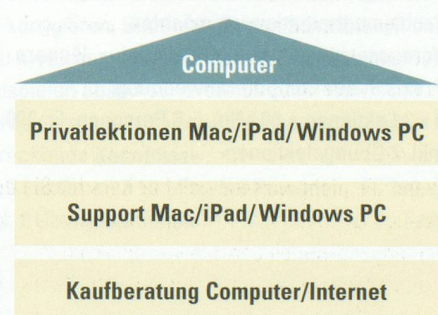 Computer
Privatlektionen Mac/iPad/Windows PC
Support Mac/iPad/Windows PC
Kaufberatung Computer/Internet